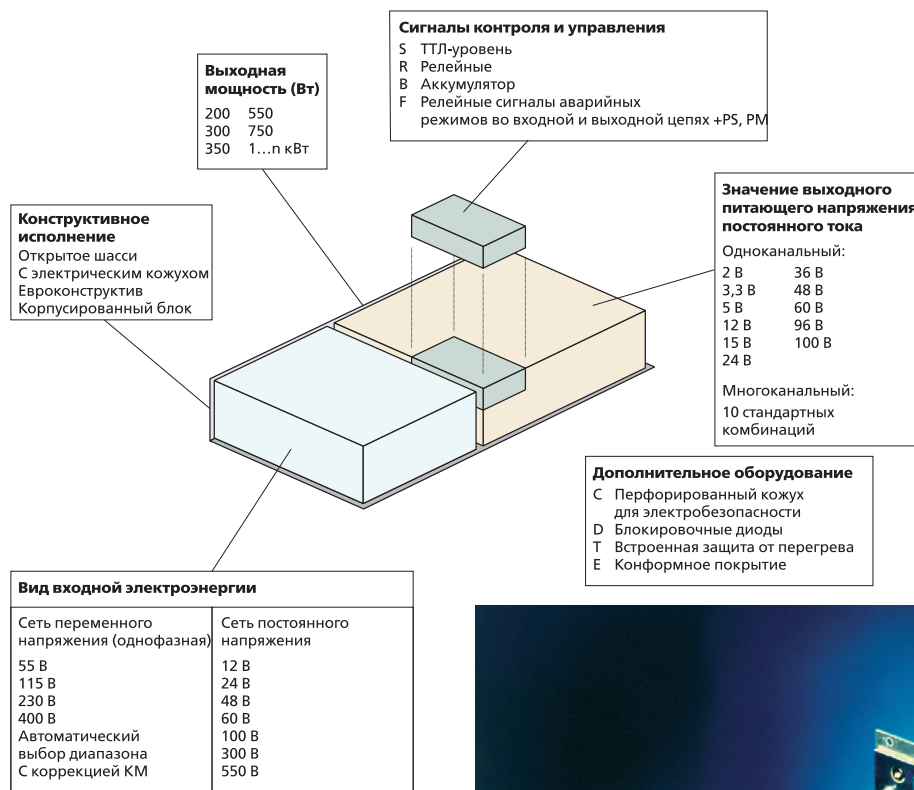 Сигналы контроля и управления
S ТТЛ-уровень
R Релейные
B Аккумулятор
F Релейные сигналы аварийных
режимов во входной и выходной цепях +PS, PM
Выходная
мощность (Вт)
200 550
300 750
350 1...n кВт
Значение выходного
питающего напряжения
постоянного тока
Одноканальный:
2 В 36 В
3,3 В 48 В
5 В 60 В
12 В 96 В
15 В 100 В
24 В
Многоканальный:
10 стандартных
комбинаций
Конструктивное
исполнение
Открытое шасси
С электрическим кожухом
Евроконструктив
Корпусированный блок
Дополнительное оборудование
C Перфорированный кожух
для электробезопасности
D Блокировочные диоды
T Встроенная защита от перегрева
E Конформное покрытие
Вид входной электроэнергии
Сеть переменного
напряжения (однофазная)
55 В
115 В
230 В
400 В
Автоматический
выбор диапазона
С коррекцией КМ
Сеть постоянного
напряжения
12 В
24 В
48 В
60 В
100 В
300 В
550 В